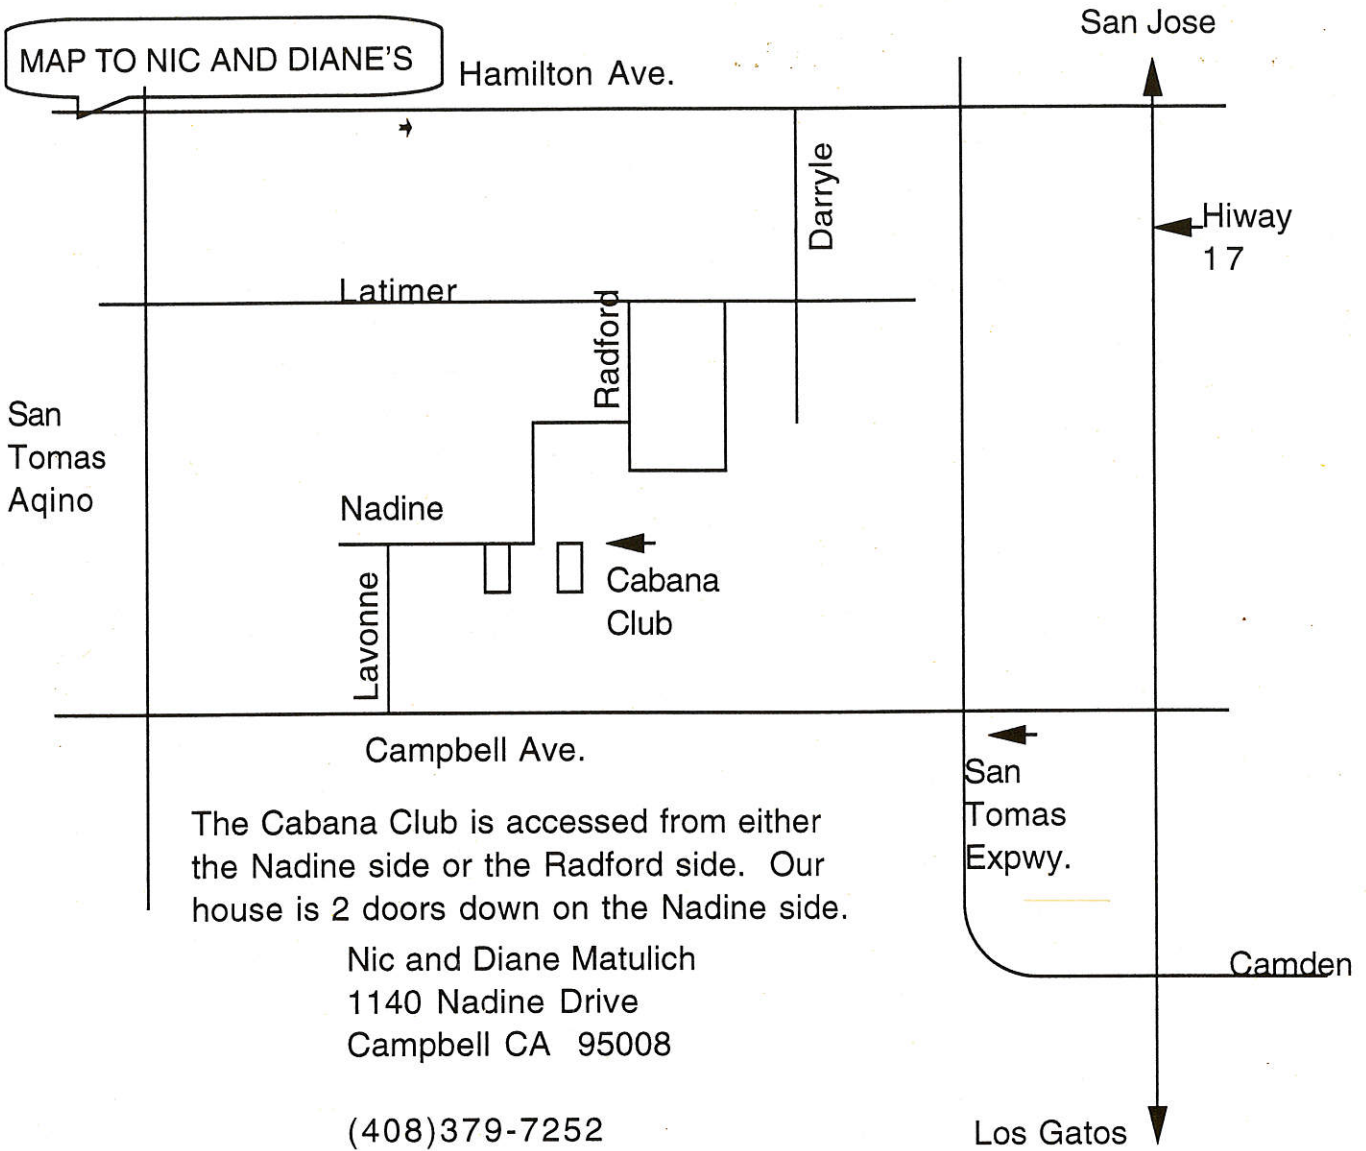 San Jose
MAP TO NIC AND DIANE'S
Hamilton Ave.
Darryle
Hiway
17
Latimer
Radford
San
Tomas
Aqino
Nadine
Cabana
Club
Lavonne
Campbell Ave.
San
Tomas
Expwy.
The Cabana Club is accessed from either
the Nadine side or the Radford side. Our
house is 2 doors down on the Nadine side.
Nic and Diane Matulich
1140 Nadine Drive
Campbell CA 95008
Camden
(408)379-7252
Los Gatos